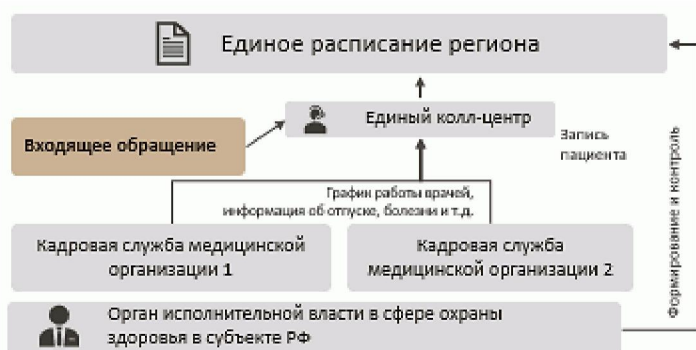 Единое расписание региона
Единый колл-центр
Входящее обращение
Запись
пациента
График работы врачей,
информация об отпуске, болезни и т.д.
Кадровая служба медицинской
организации 1
Кадровая служба
медицинской организации 2
Формирование и контроль
Орган исполнительной власти в сфере охраны
здоровья в субъекте РФ